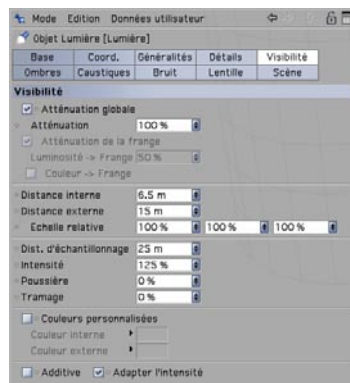 Mode Edition Données utilisateur
Objet Lumière [Lumière]
Base Coord. Généralités Détails Visibilité
Ombres Caustiques Bruit Lentille Scène
Visibilité
Atténuation globale
Atténuation 100 %
Atténuation de la frange
Luminosité -> Frange 50 %
Couleur -> Frange
Distance interne 6.5 m
Distance externe 15 m
Echelle relative 100 % 100 % 100 %
Dist. d'échantillonnage 25 m
Intensité 125 %
Poussière 0 %
Tramage 0 %
Couleurs personnalisées
Couleur interne
Couleur externe
Additive Adapter l'intensité